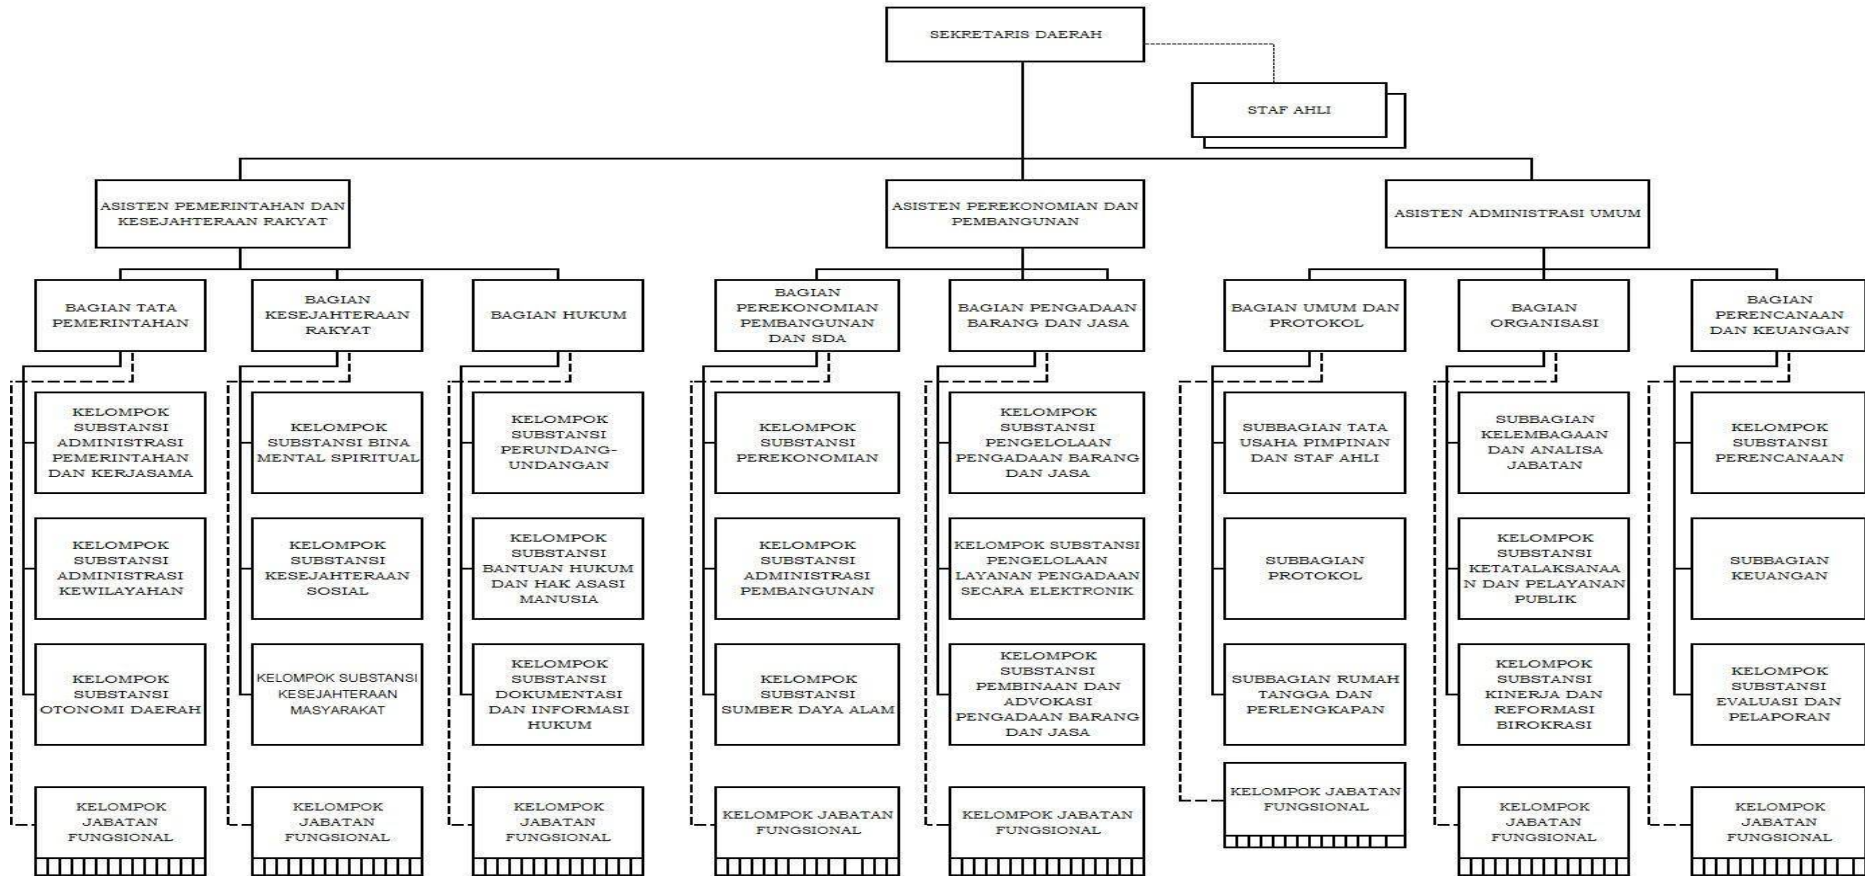 SEKRETARIS DAERAH
STAF AHLI
ASISTEN PEMERINTAHAN DAN
KESEJAHTERAAN RAKYAT
ASISTEN PEREKONOMIAN DAN
PEMBANGUNAN
ASISTEN ADMINISTRASI UMUM
BAGIAN TATA
PEMERINTAHAN
BAGIAN
KESEJAHTERAAN
RAKYAT
BAGIAN HUKUM
BAGIAN
PEREKONOMIAN
PEMBANGUNAN
DAN SDA
BAGIAN PENGADAAN
BARANG DAN JASA
BAGIAN UMUM DAN
PROTOKOL
BAGIAN
ORGANISASI
BAGIAN
PERENCANAAN
DAN KEUANGAN
KELOMPOK
SUBSTANSI
ADMINISTRASI
PEMERINTAHAN
DAN KERJASAMA
KELOMPOK
SUBSTANSI BINA
MENTAL SPIRITUAL
KELOMPOK
SUBSTANSI
PERUNDANG-
UNDANGAN
KELOMPOK
SUBSTANSI
PEREKONOMIAN
KELOMPOK
SUBSTANSI
PENGELOLAAN
PENGADAAN BARANG
DAN JASA
SUBBAGIAN TATA
USAHA PIMPINAN
DAN STAF AHLI
SUBBAGIAN
KELEMBAGAAN
DAN ANALISA
JABATAN
KELOMPOK
SUBSTANSI
PERENCANAAN
KELOMPOK
SUBSTANSI
ADMINISTRASI
KEWILAYAHAN
KELOMPOK
SUBSTANSI
KESEJAHTERAAN
SOSIAL
KELOMPOK
SUBSTANSI
BANTUAN HUKUM
DAN HAK ASASI
MANUSIA
KELOMPOK
SUBSTANSI
ADMINISTRASI
PEMBANGUNAN
KELOMPOK SUBSTANSI
PENGELOLAAN
LAYANAN PENGADAAN
SECARA ELEKTRONIK
SUBBAGIAN
PROTOKOL
KELOMPOK
SUBSTANSI
KETATALAKSANAA
N DAN PELAYANAN
PUBLIK
SUBBAGIAN
KEUANGAN
KELOMPOK
SUBSTANSI
OTONOMI DAERAH
KELOMPOK SUBSTANSI
KESEJAHTERAAN
MASYARAKAT
KELOMPOK
SUBSTANSI
DOKUMENTASI
DAN INFORMASI
HUKUM
KELOMPOK
SUBSTANSI
SUMBER DAYA ALAM
KELOMPOK
SUBSTANSI
PEMBINAAN DAN
ADVOKASI
PENGADAAN BARANG
DAN JASA
SUBBAGIAN RUMAH
TANGGA DAN
PERLENGKAPAN
KELOMPOK
SUBSTANSI
KINERJA DAN
REFORMASI
BIROKRASI
KELOMPOK
SUBSTANSI
EVALUASI DAN
PELAPORAN
KELOMPOK
JABATAN
FUNGSIONAL
KELOMPOK
JABATAN
FUNGSIONAL
KELOMPOK
JABATAN
FUNGSIONAL
KELOMPOK JABATAN
FUNGSIONAL
KELOMPOK JABATAN
FUNGSIONAL
KELOMPOK JABATAN
FUNGSIONAL
KELOMPOK
JABATAN
FUNGSIONAL
KELOMPOK
JABATAN
FUNGSIONAL